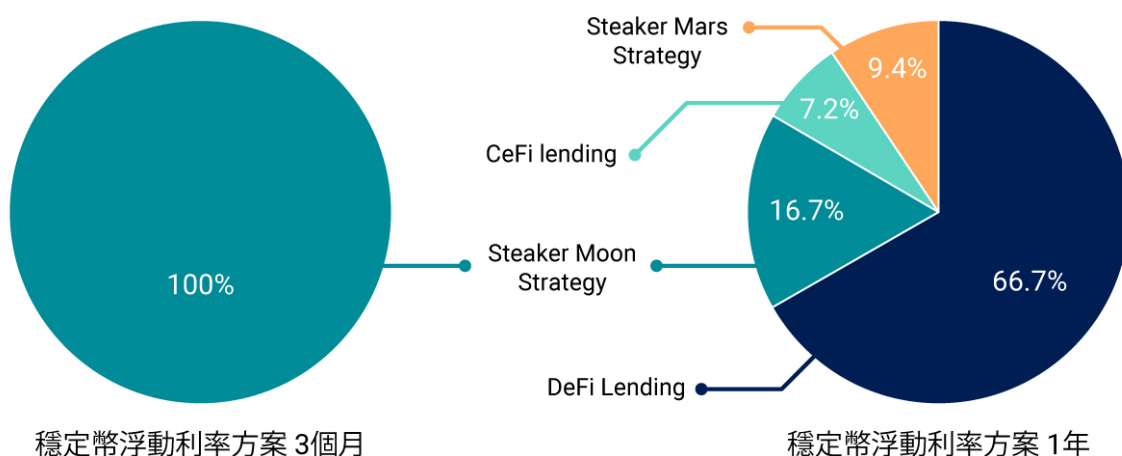 Steaker Mars
Strategy
9.4%
7.2%
CeFi lending
16.7%
Steaker Moon
Strategy
100%
66.7%
DeFi Lending
穩定幣浮動利率方案 3個月
穩定幣浮動利率方案 1年